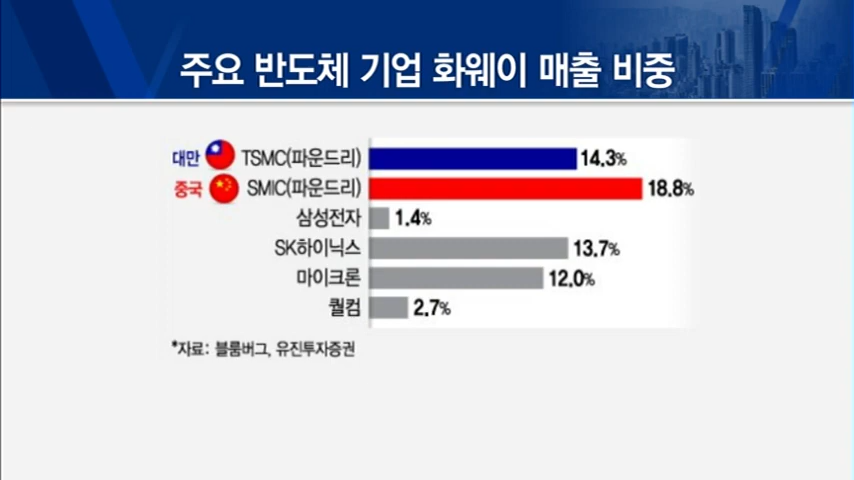 주요 반도체 기업 화웨이 매출 비중
대만 TSMC(파운드리) 14.3%
중국 SMIC(파운드리) 18.8%
삼성전자 1.4%
SK하이닉스 13.7%
마이크론 12.0%
퀄컴 2.7%
*자료: 블룸버그, 유진투자증권